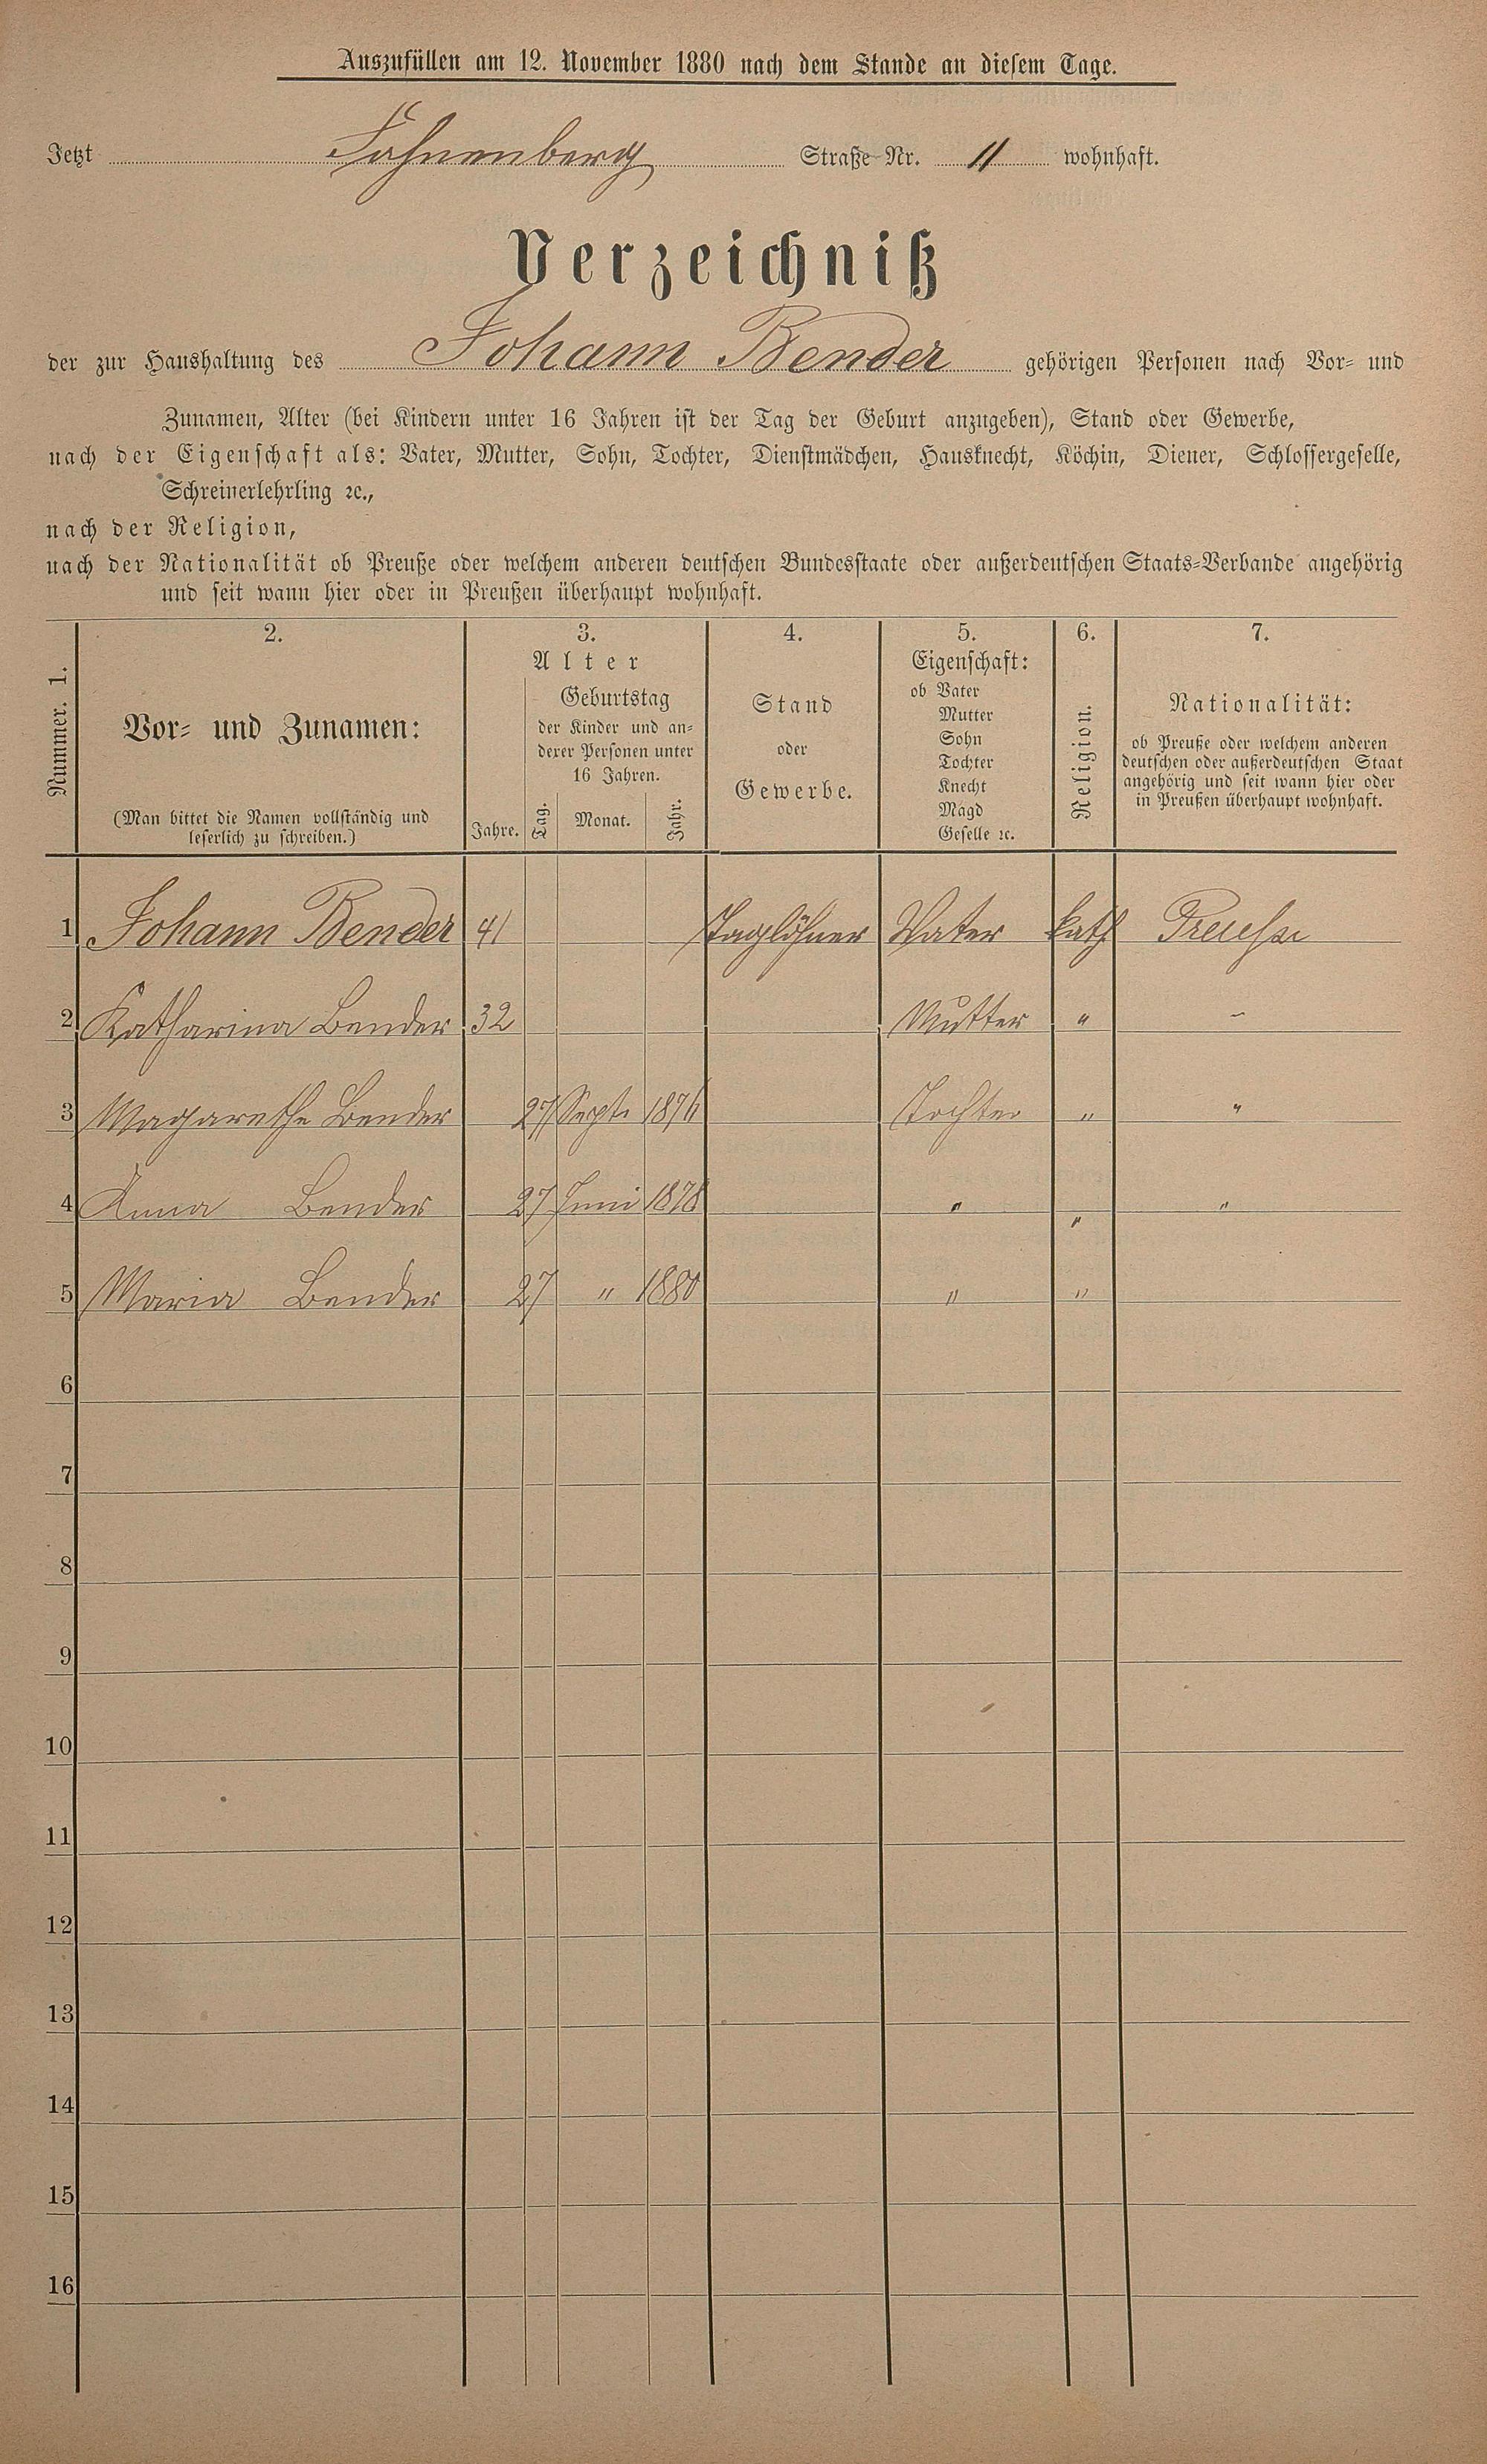 Auszufüllen am 12. November 1880 nach dem Stande an diesem Tage.
Jetzt Fohnenberg Straße Nr. 11 wohnhaft.
Verzeichniß
der zur Haushaltung des Johann Bender gehörigen Personen nach Vor- und
Zunamen, Alter (bei Kindern unter 16 Jahren ist der Tag der Geburt anzugeben), Stand oder Gewerbe,
nach der Eigenschaft als: Vater, Mutter, Sohn, Tochter, Dienstmädchen, Hausknecht, Köchin, Diener, Schlossergeselle,
Schreinerlehrling ꝛc.,
nach der Religion,
nach der Nationalität ob Preuße oder welchem anderen deutschen Bundesstaate oder außerdeutschen Staats-Verbande angehörig
und seit wann hier oder in Preußen überhaupt wohnhaft.
Nummer. 1.
2.
Vor- und Zunamen:
(Man bittet die Namen vollständig und
leserlich zu schreiben.)
3.
Alter
Jahre.
Geburtstag
der Kinder und an-
derer Personen unter
16 Jahren.
Tag. Monat. Jahr.
4.
Stand
oder
Gewerbe.
5.
Eigenschaft:
ob Vater
Mutter
Sohn
Tochter
Knecht
Magd
Geselle ꝛc.
6.
Religion.
7.
Nationalität:
ob Preuße oder welchem anderen
deutschen oder außerdeutschen Staat
angehörig und seit wann hier oder
in Preußen überhaupt wohnhaft.
1 Johann Bender 41 Taglöhner Vater kath Preuße
2 Katharina Bender 32 Mutter " "
3 Magarethe Bender 27 Sept. 1876 Tochter " "
4 Anna Bender 27 Juni 1878 " " "
5 Maria Bender 27 " 1880 " "
6
7
8
9
10
11
12
13
14
15
16